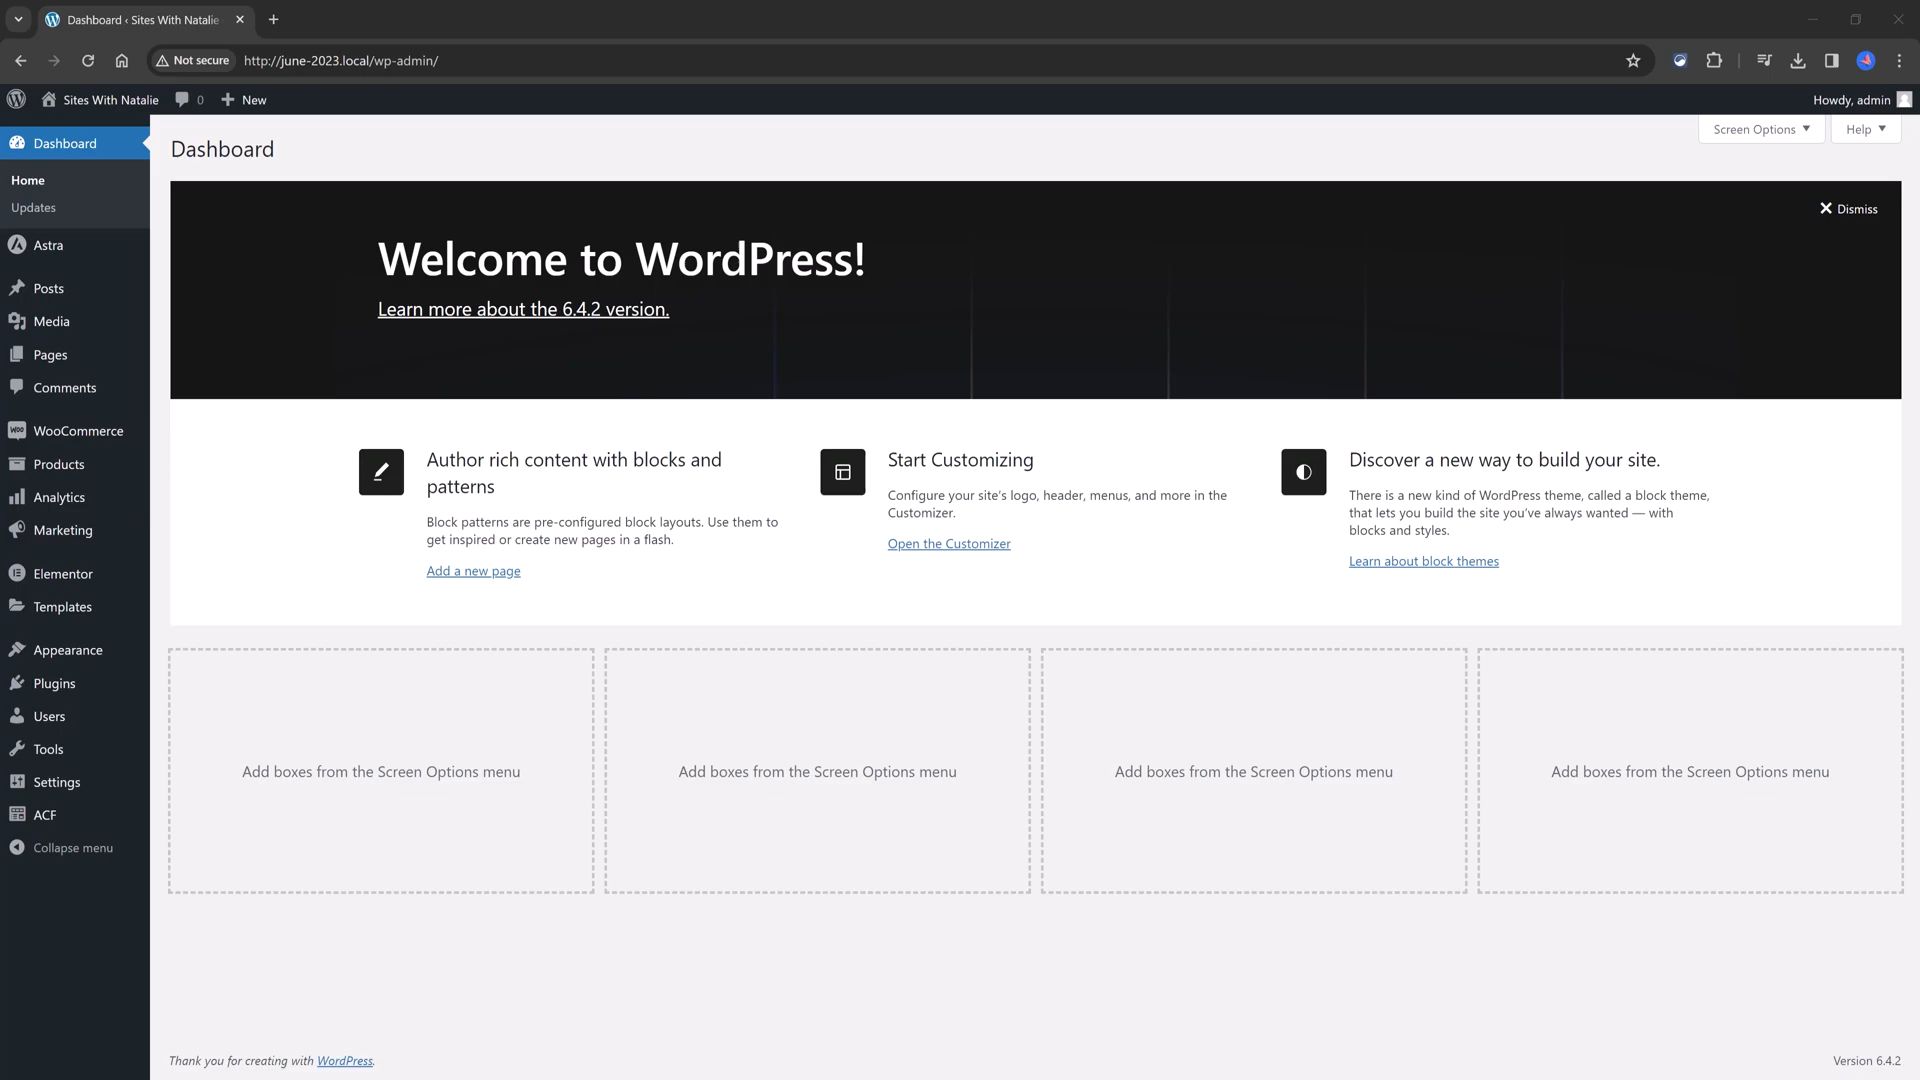 Dashboard ‹ Sites With Natalie
Not secure
http://june-2023.local/wp-admin/
Sites With Natalie
0
New
Howdy, admin
Dashboard
Home
Updates
Astra
Posts
Media
Pages
Comments
WooCommerce
Products
Analytics
Marketing
Elementor
Templates
Appearance
Plugins
Users
Tools
Settings
ACF
Collapse menu
Screen Options
Help
Dashboard
Dismiss
Welcome to WordPress!
Learn more about the 6.4.2 version.
Author rich content with blocks and
patterns
Block patterns are pre-configured block layouts. Use them to
get inspired or create new pages in a flash.
Add a new page
Start Customizing
Configure your site's logo, header, menus, and more in the
Customizer.
Open the Customizer
Discover a new way to build your site.
There is a new kind of WordPress theme, called a block theme,
that lets you build the site you've always wanted — with
blocks and styles.
Learn about block themes
Add boxes from the Screen Options menu
Add boxes from the Screen Options menu
Add boxes from the Screen Options menu
Add boxes from the Screen Options menu
Thank you for creating with WordPress.
Version 6.4.2